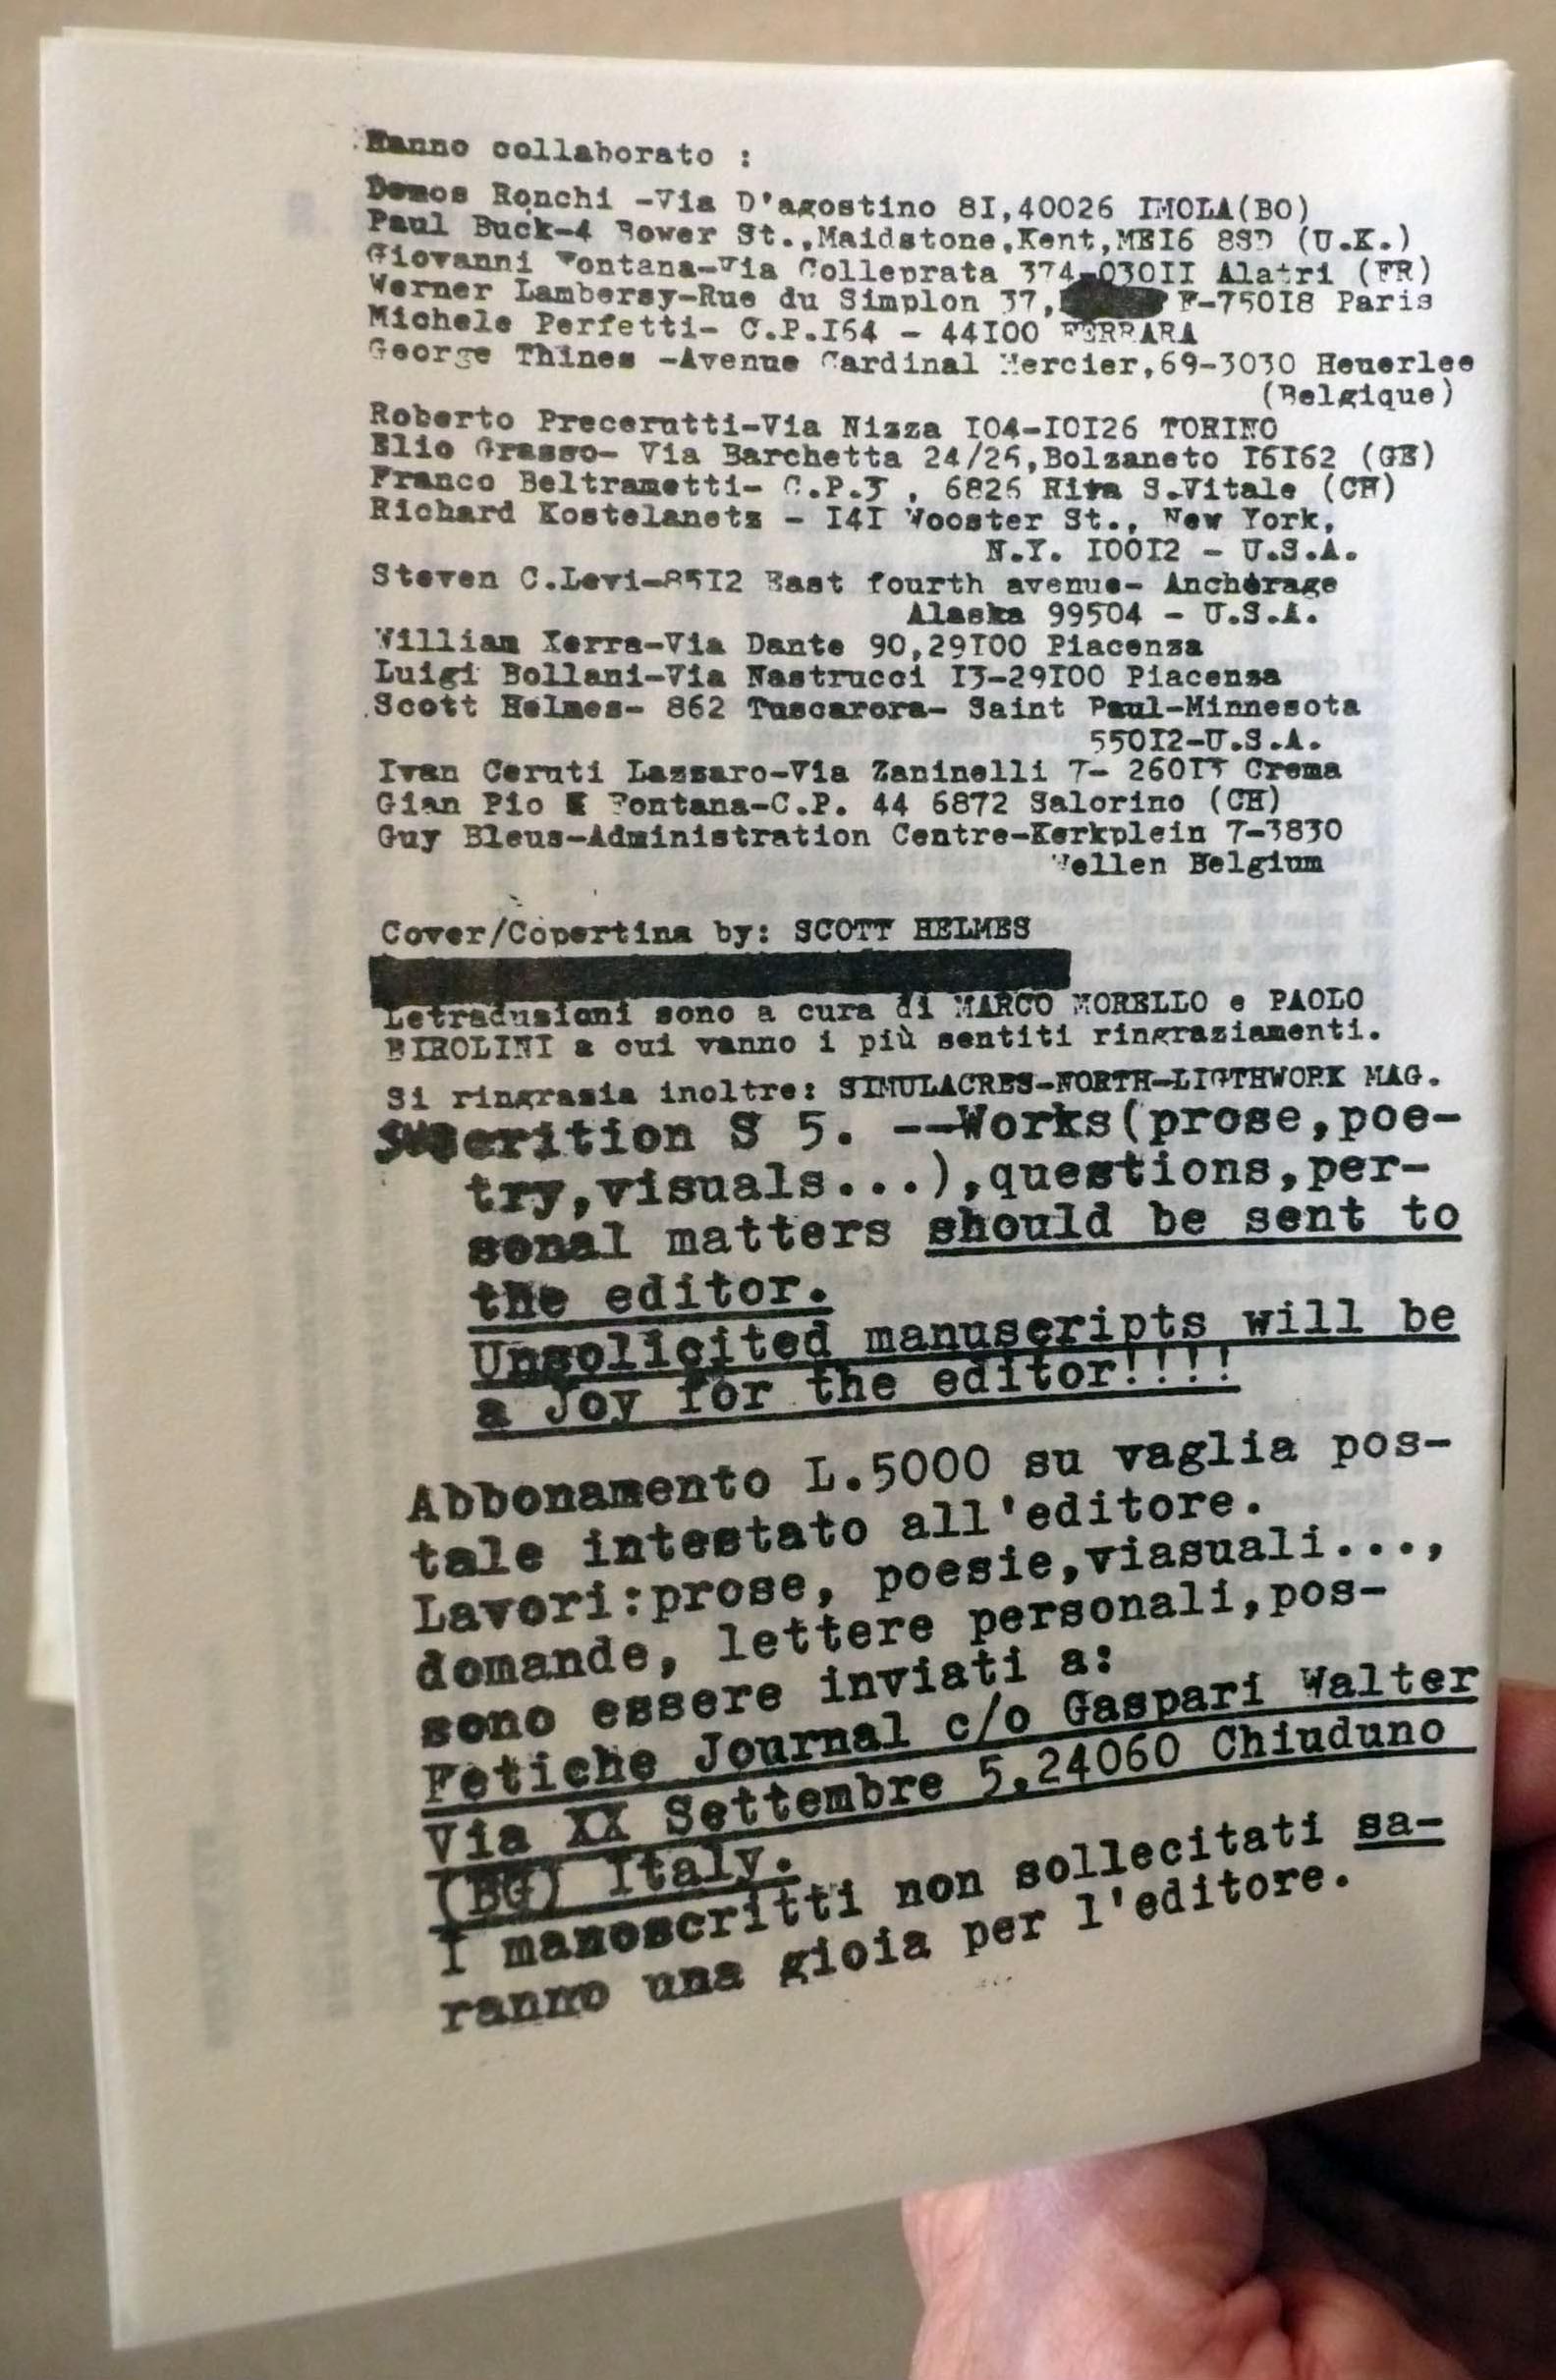 Hanno collaborato :
Demos Ronchi -Via D'agostino 8I,40026 IMOLA(BO)
Paul Buck-4 Bower St.,Maidstone,Kent,MEI6 8SD (U.K.)
Giovanni Fontana-Via Colleprata 374-030II Alatri (FR)
Werner Lambersy-Rue du Simplon 37, F-750I8 Paris
Michele Perfetti- C.P.I64 - 44I00 FERRARA
George Thines -Avenue Cardinal Mercier,69-3030 Heuerlee
(Belgique)
Roberto Precerutti-Via Nizza I04-I0I26 TORINO
Elio Grasso- Via Barchetta 24/25,Bolzaneto I6I62 (GE)
Franco Beltrametti- C.P.3 , 6826 Riva S.Vitale (CH)
Richard Kostelanetz - I4I Wooster St., New York,
N.Y. I00I2 - U.S.A.
Steven C.Levi-85I2 East fourth avenue- Anchorage
Alaska 99504 - U.S.A.
William Xerra-Via Dante 90,29I00 Piacenza
Luigi Bollani-Via Nastrucci I3-29I00 Piacenza
Scott Helmes- 862 Tuscarora- Saint Paul-Minnesota
550I2-U.S.A.
Ivan Ceruti Lazzaro-Via Zaninelli 7- Crema
Gian Pio Fontana-C.P. 44 6872 Salorino (CH)
Guy Bleus-Administration Centre-Kerkplein 7-3830
Wellen Belgium
Cover/Copertina by: SCOTT HELMES
Letraduzioni sono a cura di MARCO MORELLO e PAOLO
BIROLINI a cui vanno i più sentiti ringraziamenti.
Si ringrazia inoltre: SIMULACRES-NORTH-LIGTHWORK MAG.
S 5. --Works(prose,poe-
try,visuals...),questions,per-
sonal matters should be sent to
the editor.
Unsolicited manuscripts will be
a Joy for the editor!!!!
Abbonamento L.5000 su vaglia pos-
tale intestato all'editore.
Lavori:prose, poesie,viasuali...,
domande, lettere personali,pos-
sono essere inviati a:
Fetiche Journal c/o Gaspari Walter
Via XX Settembre 5,24060 Chiuduno
(BG) Italy.
I manoscritti non sollecitati sa-
ranno una gioia per l'editore.